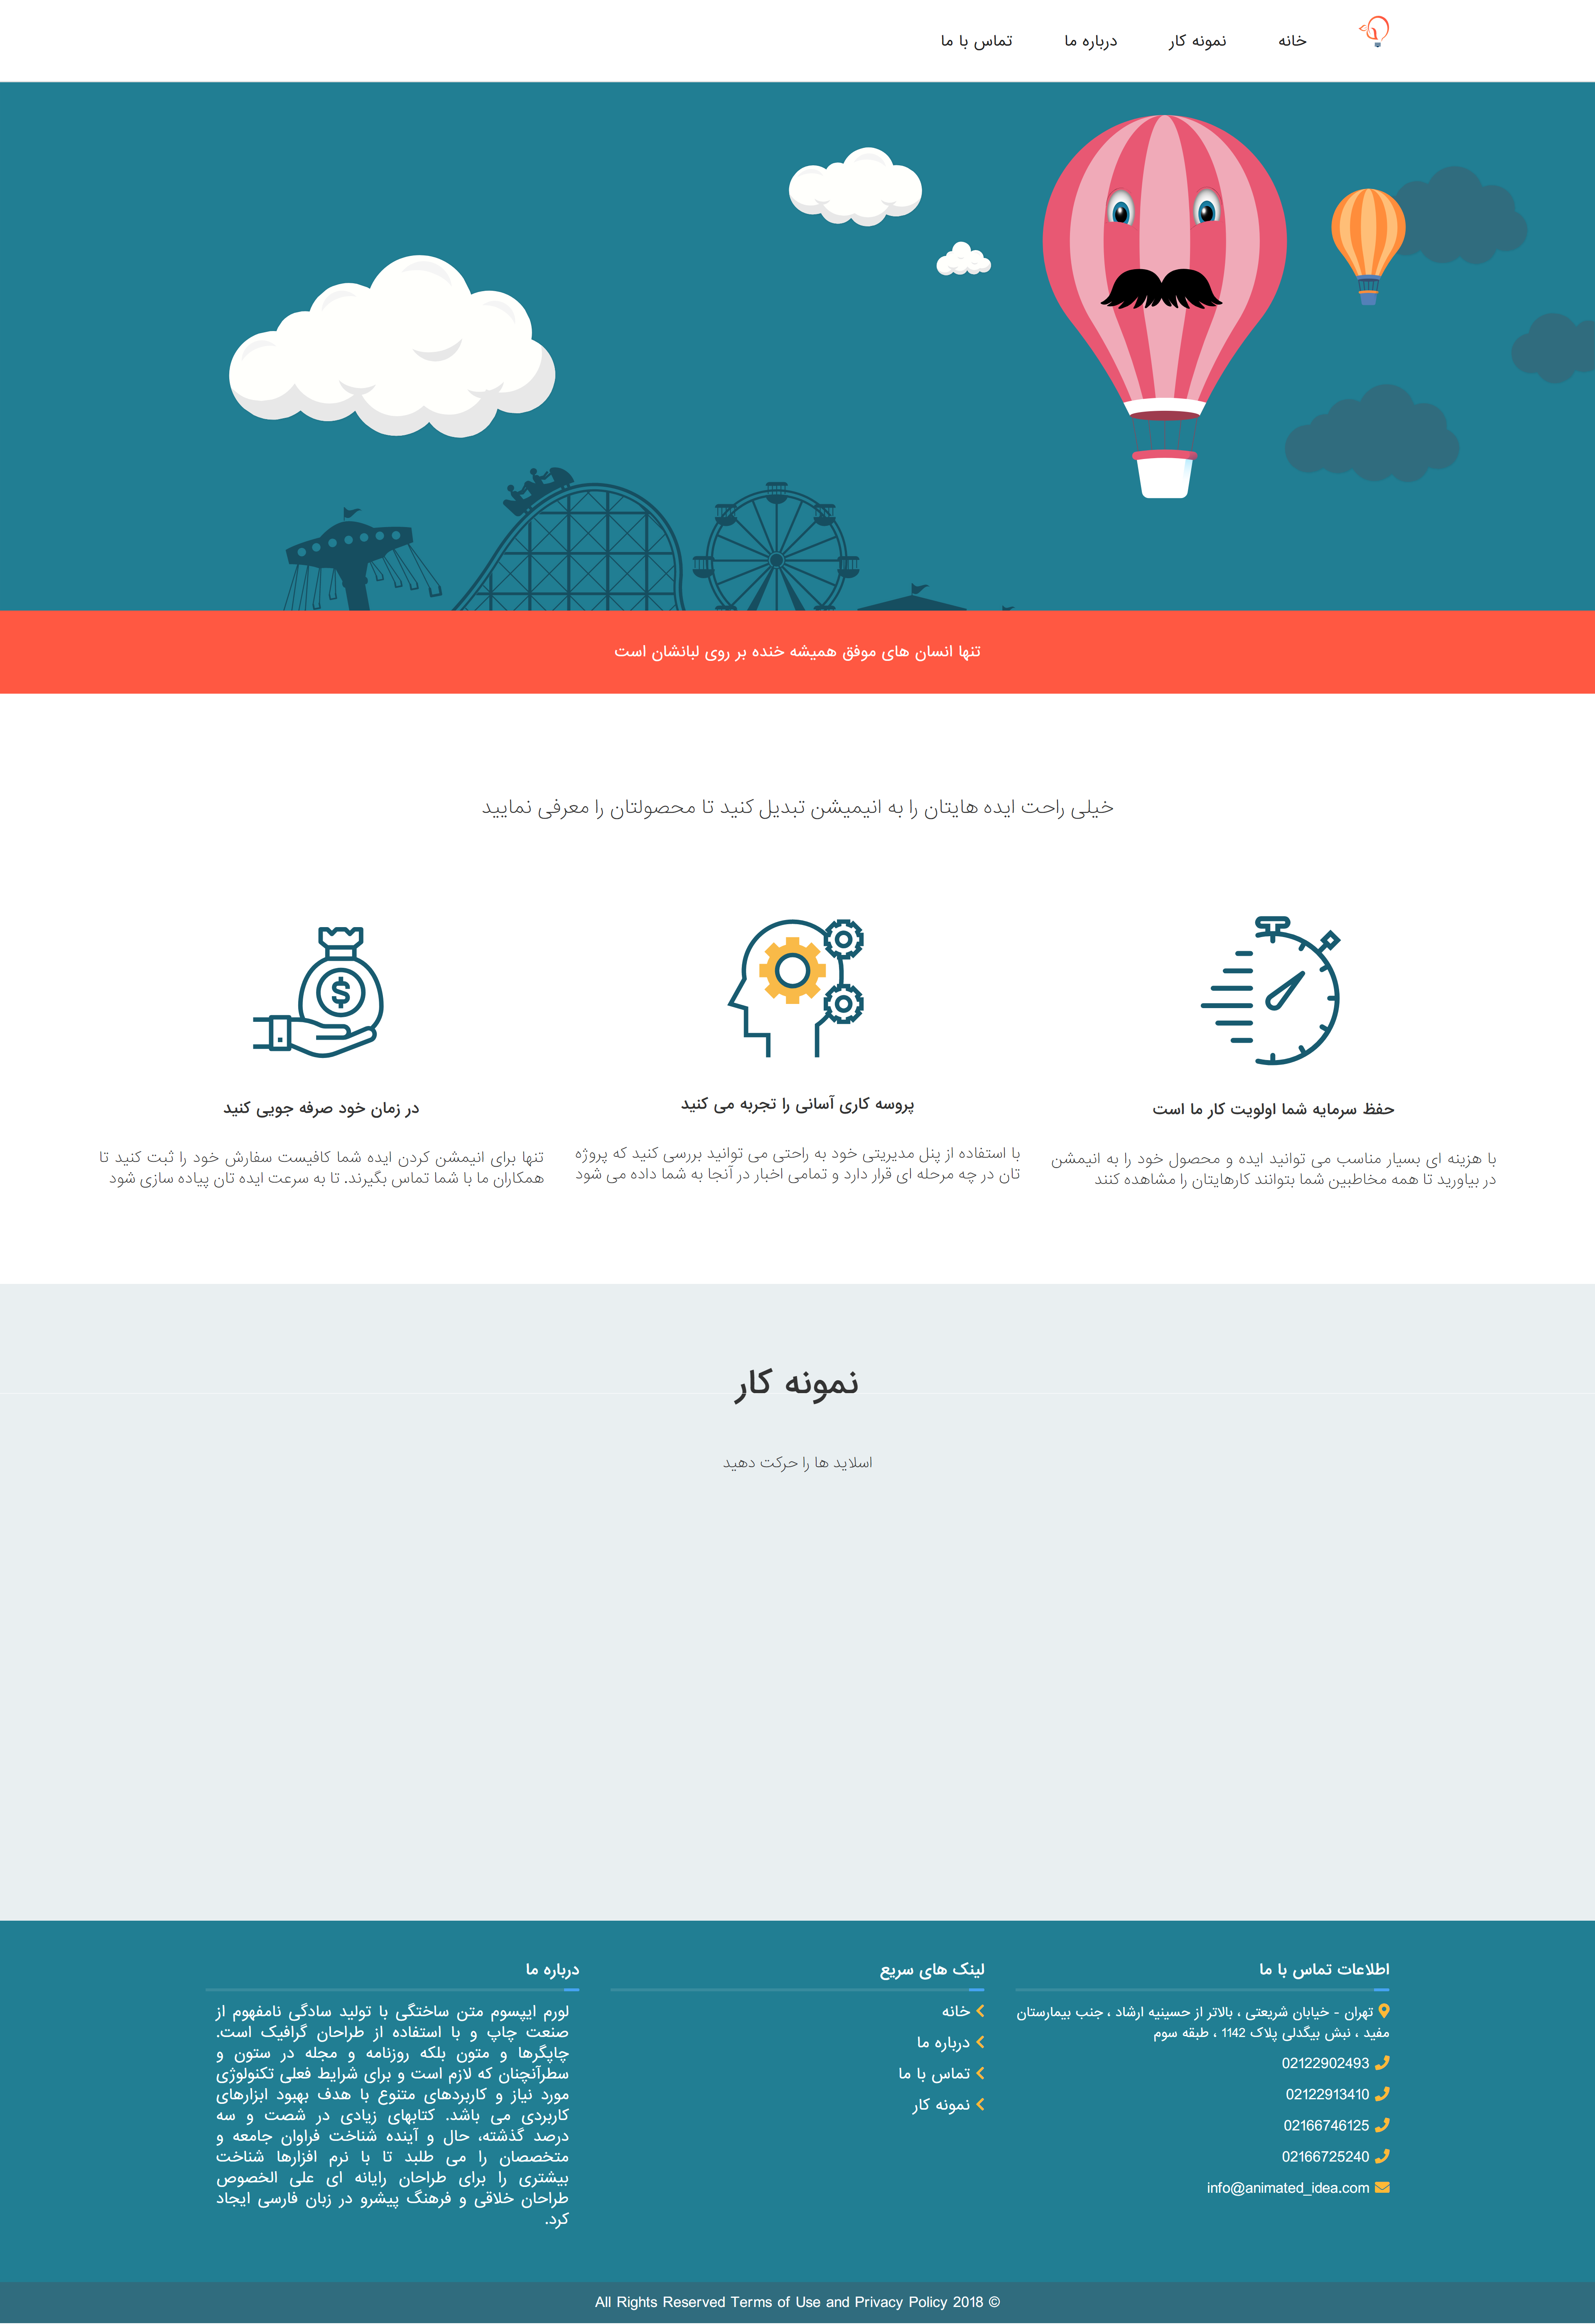 خانه
نمونه کار
درباره ما
تماس با ما
تنها انسان های موفق همیشه خنده بر روی لبانشان است
خیلی راحت ایده هایتان را به انیمیشن تبدیل کنید تا محصولتان را معرفی نمایید
حفظ سرمایه شما اولویت کار ما است
با هزینه ای بسیار مناسب می توانید ایده و محصول خود را به انیمشن
در بیاورید تا همه مخاطبین شما بتوانند کارهایتان را مشاهده کنند
پروسه کاری آسانی را تجربه می کنید
با استفاده از پنل مدیریتی خود به راحتی می توانید بررسی کنید که پروژه
تان در چه مرحله ای قرار دارد و تمامی اخبار در آنجا به شما داده می شود
در زمان خود صرفه جویی کنید
تنها برای انیمشن کردن ایده شما کافیست سفارش خود را ثبت کنید تا
همکاران ما با شما تماس بگیرند. تا به سرعت ایده تان پیاده سازی شود
نمونه کار
اسلاید ها را حرکت دهید
اطلاعات تماس با ما
تهران - خیابان شریعتی ، بالاتر از حسینیه ارشاد ، جنب بیمارستان
مفید ، نبش بیگدلی پلاک 1142 ، طبقه سوم
02122902493
02122913410
02166746125
02166725240
info@animated_idea.com
لینک های سریع
خانه
درباره ما
تماس با ما
نمونه کار
درباره ما
لورم ایپسوم متن ساختگی با تولید سادگی نامفهوم از
صنعت چاپ و با استفاده از طراحان گرافیک است.
چاپگرها و متون بلکه روزنامه و مجله در ستون و
سطرآنچنان که لازم است و برای شرایط فعلی تکنولوژی
مورد نیاز و کاربردهای متنوع با هدف بهبود ابزارهای
کاربردی می باشد. کتابهای زیادی در شصت و سه
درصد گذشته، حال و آینده شناخت فراوان جامعه و
متخصصان را می طلبد تا با نرم افزارها شناخت
بیشتری را برای طراحان رایانه ای علی الخصوص
طراحان خلاقی و فرهنگ پیشرو در زبان فارسی ایجاد
کرد.
All Rights Reserved Terms of Use and Privacy Policy 2018 ©